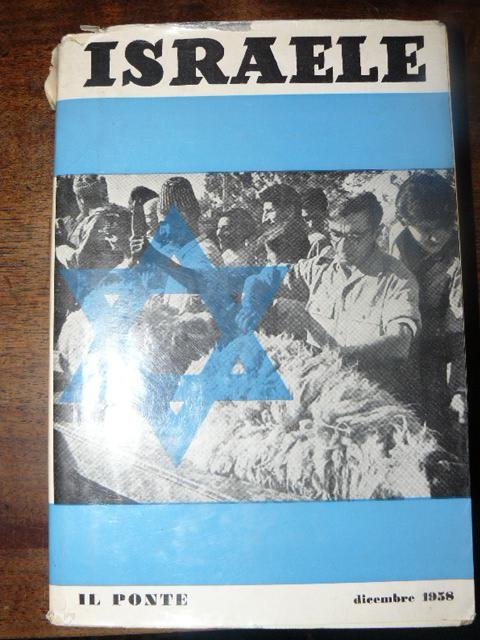 ISRAELE
IL PONTE
dicembre 1958